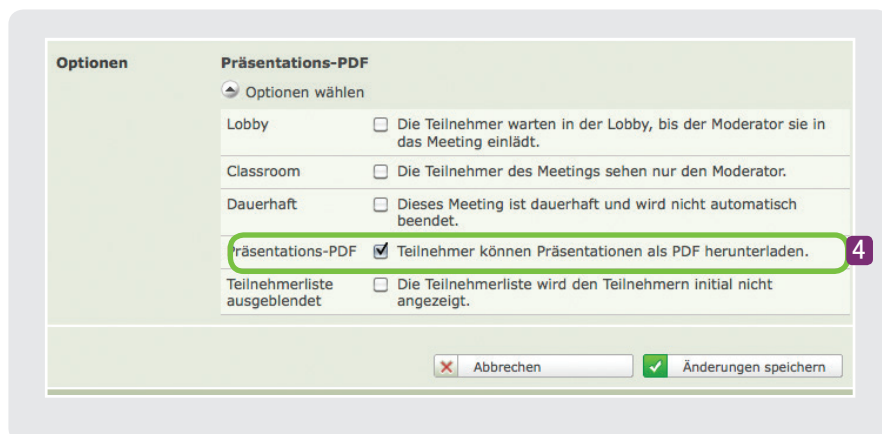 Optionen
Präsentations-PDF
Optionen wählen
Lobby
Die Teilnehmer warten in der Lobby, bis der Moderator sie in
das Meeting einlädt.
Classroom
Die Teilnehmer des Meetings sehen nur den Moderator.
Dauerhaft
Dieses Meeting ist dauerhaft und wird nicht automatisch
beendet.
Präsentations-PDF
Teilnehmer können Präsentationen als PDF herunterladen.
4
Teilnehmerliste
ausgeblendet
Die Teilnehmerliste wird den Teilnehmern initial nicht
angezeigt.
Abbrechen
Änderungen speichern